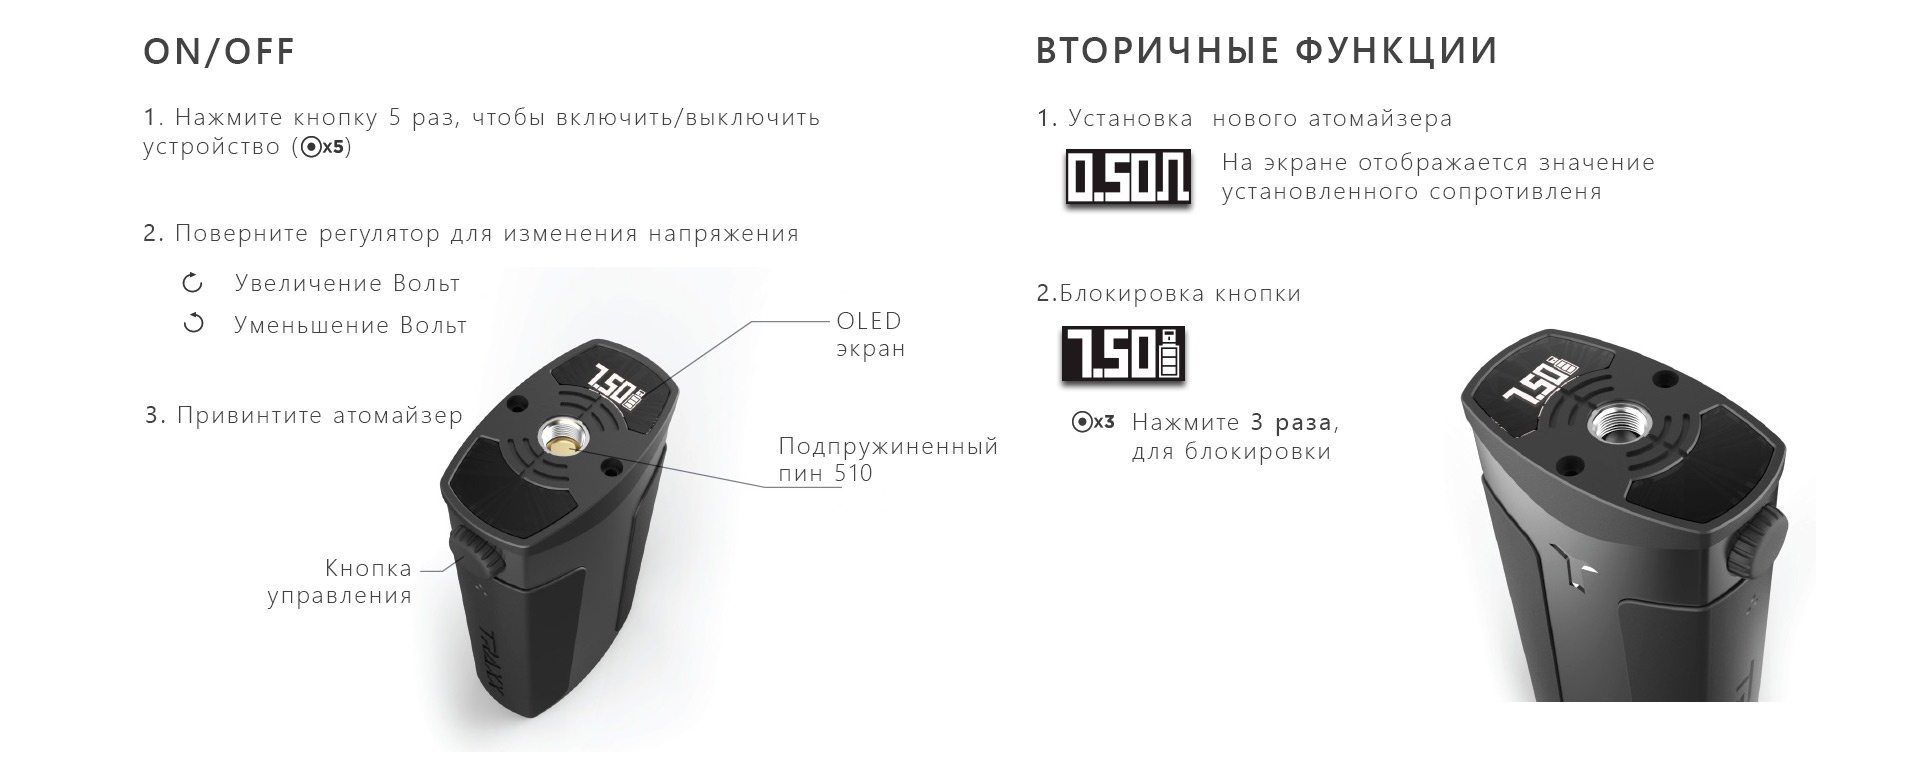 ON/OFF
1. Нажмите кнопку 5 раз, чтобы включить/выключить
устройство (x5)
2. Поверните регулятор для изменения напряжения
Увеличение Вольт
Уменьшение Вольт
OLED
экран
7.50
3. Привинтите атомайзер
Подпружиненный
пин 510
Кнопка
управления
ВТОРИЧНЫЕ ФУНКЦИИ
1. Установка нового атомайзера
0.50Ω
На экране отображается значение
установленного сопротивленя
2.Блокировка кнопки
7.50
x3 Нажмите 3 раза,
для блокировки
7.50